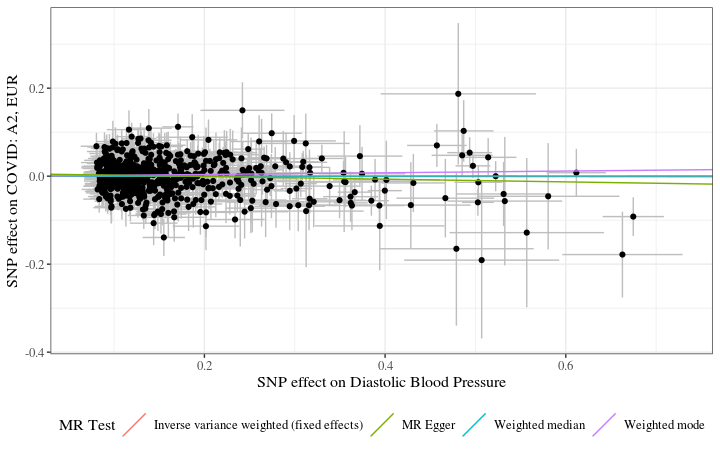 SNP effect on COVID: A2, EUR
0.2
0.0
-0.2
-0.4
0.2
0.4
0.6
SNP effect on Diastolic Blood Pressure
MR Test
Inverse variance weighted (fixed effects)
MR Egger
Weighted median
Weighted mode